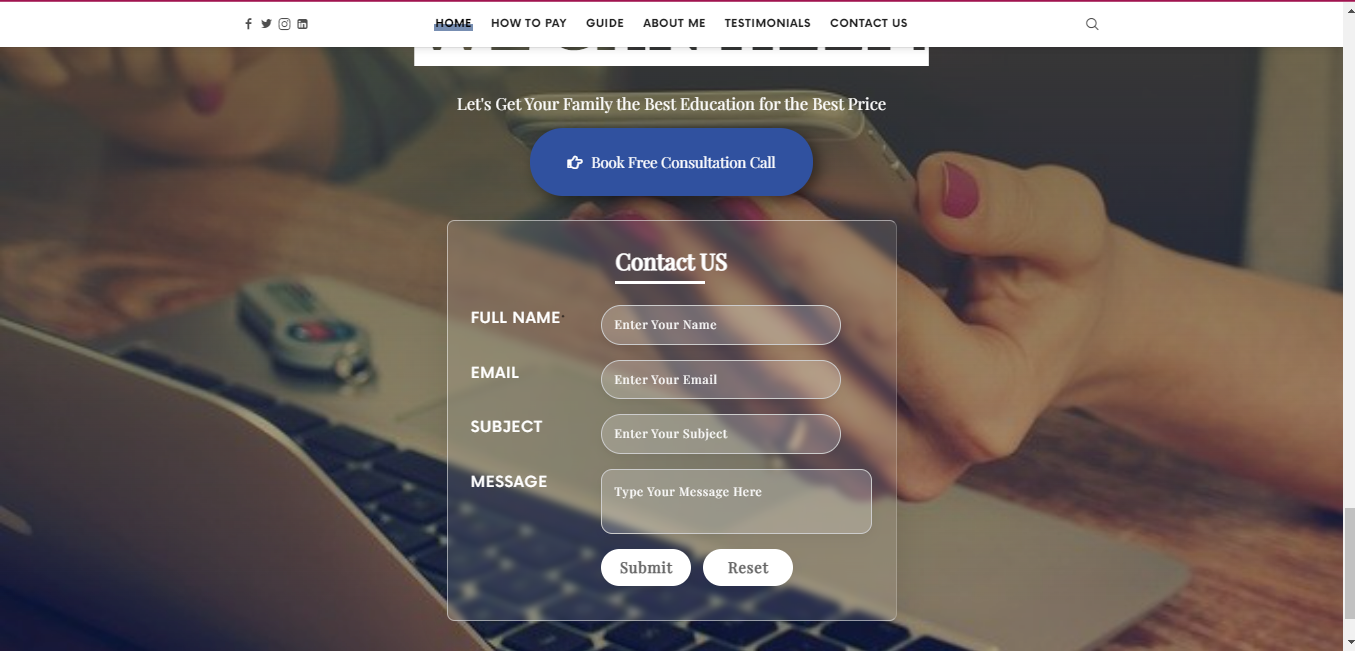 HOME HOW TO PAY GUIDE ABOUT ME TESTIMONIALS CONTACT US
Let's Get Your Family the Best Education for the Best Price
Book Free Consultation Call
Contact US
FULL NAME*
Enter Your Name
EMAIL
Enter Your Email
SUBJECT
Enter Your Subject
MESSAGE
Type Your Message Here
Submit Reset